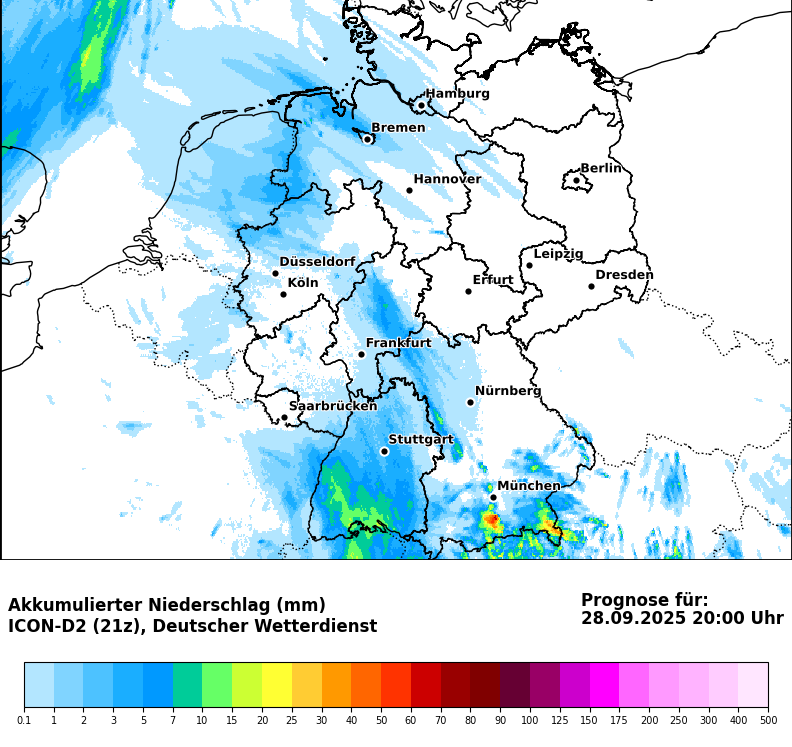 Hamburg
Bremen
Berlin
Hannover
Leipzig
Düsseldorf
Dresden
Köln
Erfurt
Frankfurt
Nürnberg
Saarbrücken
Stuttgart
München
Akkumulierter Niederschlag (mm)
ICON-D2 (21z), Deutscher Wetterdienst
Prognose für:
28.09.2025 20:00 Uhr
0.1 1 2 3 5 7 10 15 20 25 30 40 50 60 70 80 90 100 125 150 175 200 250 300 400 500